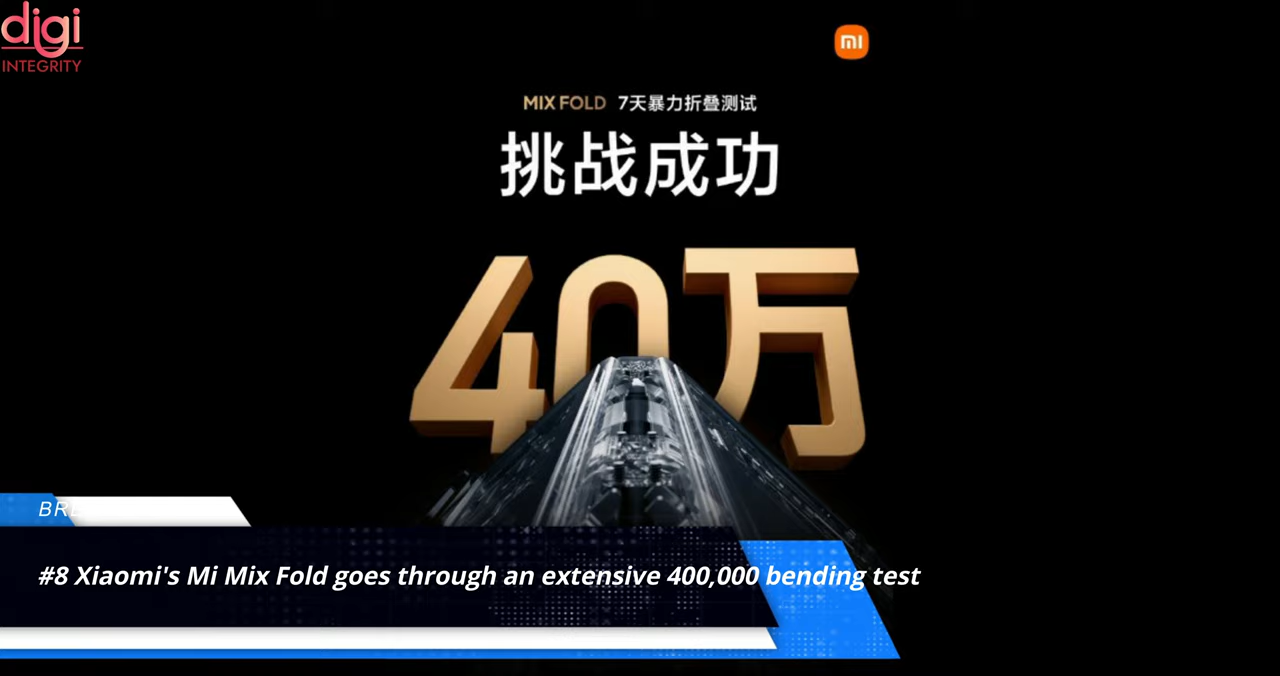 digi
INTEGRITY
mi
MIX FOLD 7天暴力折叠测试
挑战成功
40万
#8 Xiaomi's Mi Mix Fold goes through an extensive 400,000 bending test